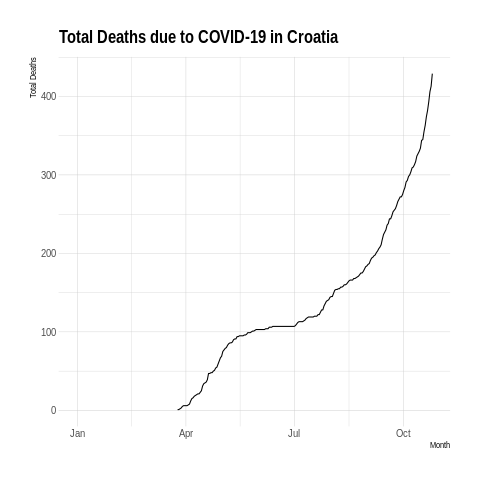 Total Deaths due to COVID-19 in Croatia
Total Deaths
400
300
200
100
0
Jan Apr Jul Oct
Month